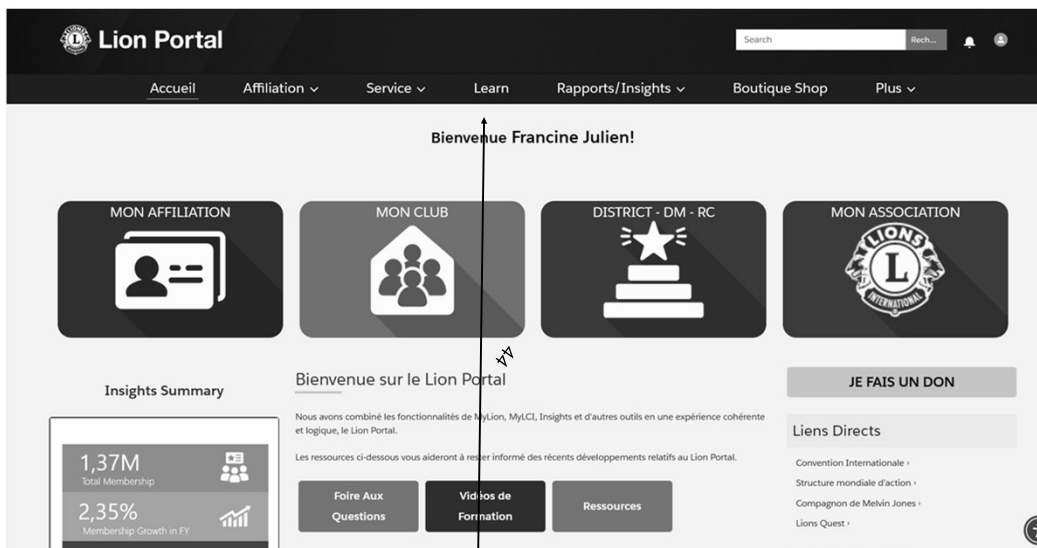 Lion Portal
Search
Rech...
Accueil
Affiliation
Service
Learn
Rapports/Insights
Boutique Shop
Plus
Bienvenue Francine Julien!
MON AFFILIATION
MON CLUB
DISTRICT - DM - RC
MON ASSOCIATION
LIONS
L
INTERNATIONAL
Insights Summary
1,37M
Total Membership
2,35%
Membership Growth in FY
Bienvenue sur le Lion Portal
Nous avons combiné les fonctionnalités de MyLion, MyLCI, Insights et d'autres outils en une expérience cohérente
et logique, le Lion Portal.
Les ressources ci-dessous vous aideront à rester informé des récents développements relatifs au Lion Portal.
Foire Aux
Questions
Vidéos de
Formation
Ressources
JE FAIS UN DON
Liens Directs
Convention Internationale ›
Structure mondiale d'action ›
Compagnon de Melvin Jones ›
Lions Quest ›